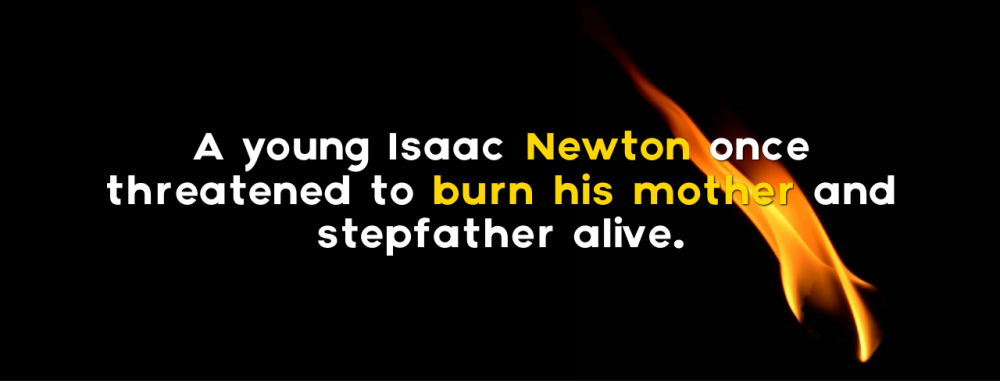 A young Isaac Newton once
threatened to burn his mother and
stepfather alive.